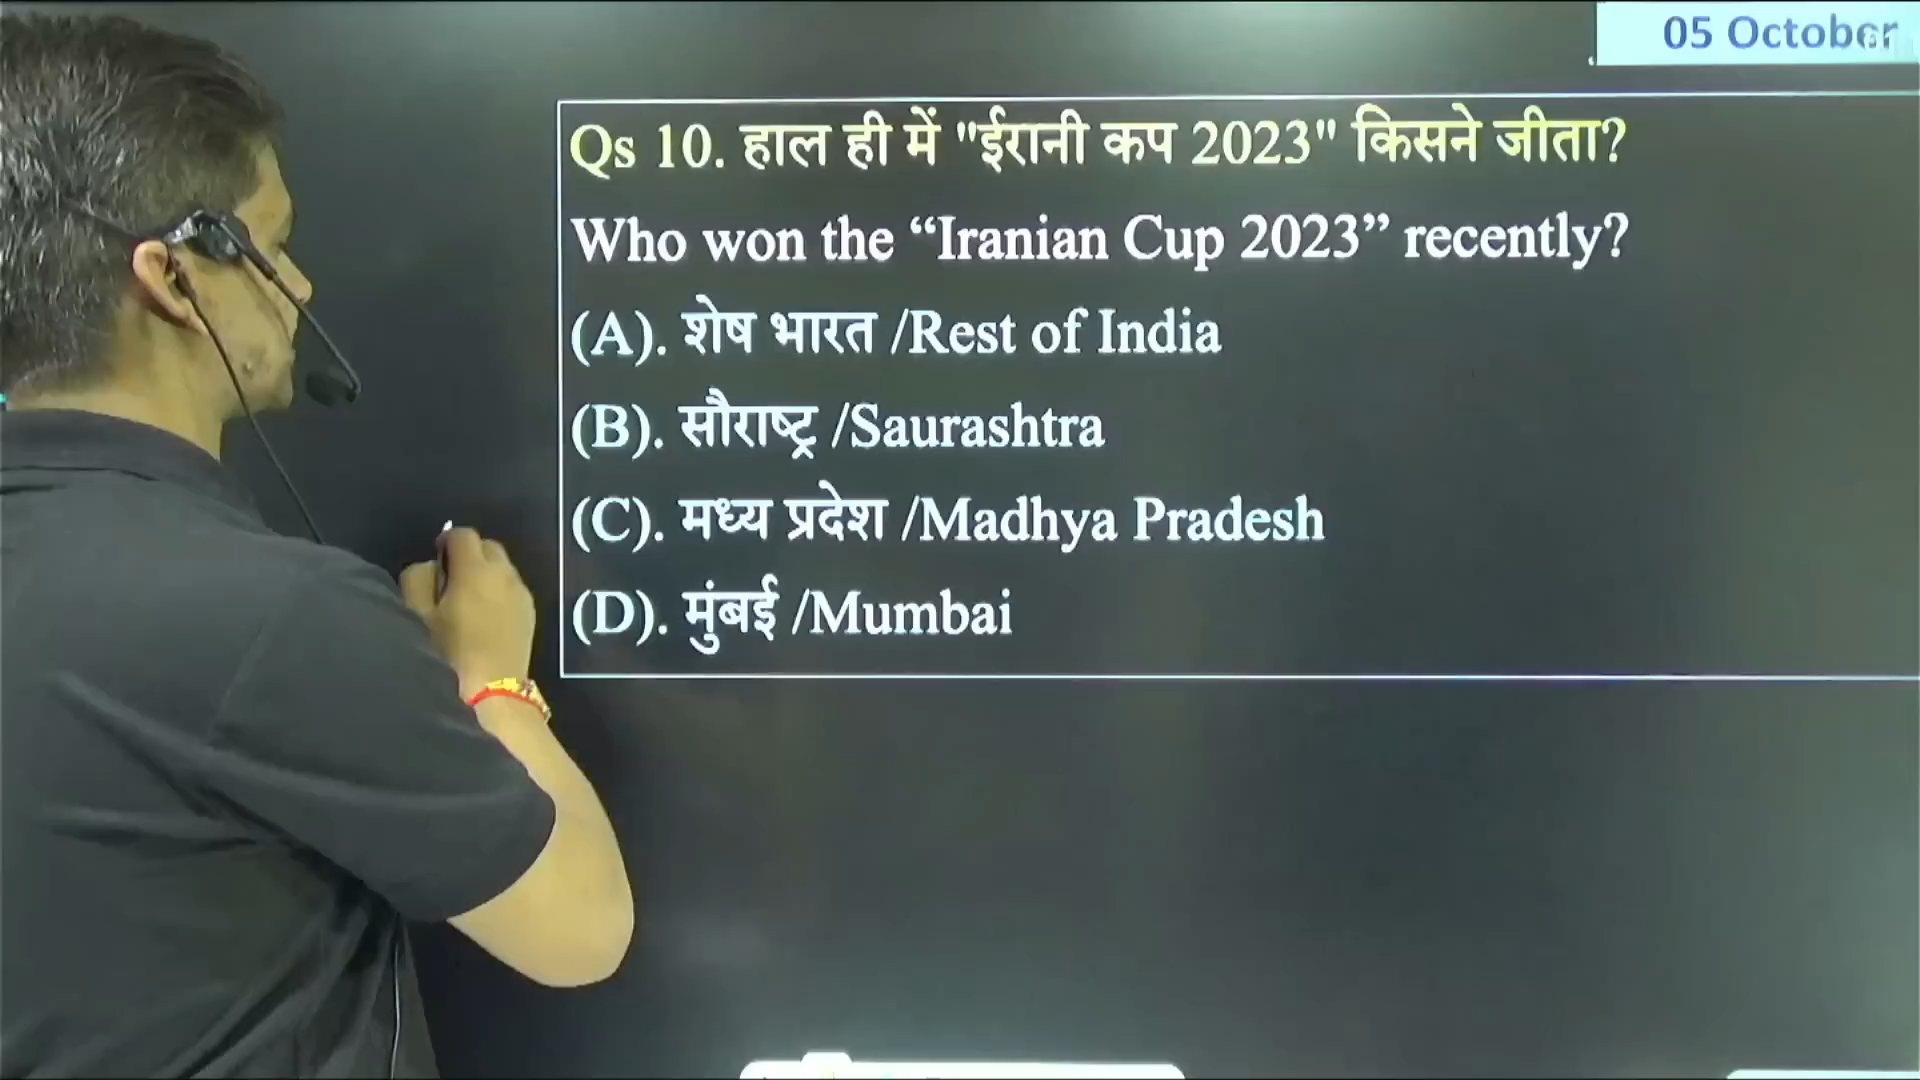 05 October
Qs 10. हाल ही में "ईरानी कप 2023" किसने जीता?
Who won the “Iranian Cup 2023” recently?
(A). शेष भारत /Rest of India
(B). सौराष्ट्र /Saurashtra
(C). मध्य प्रदेश /Madhya Pradesh
(D). मुंबई /Mumbai